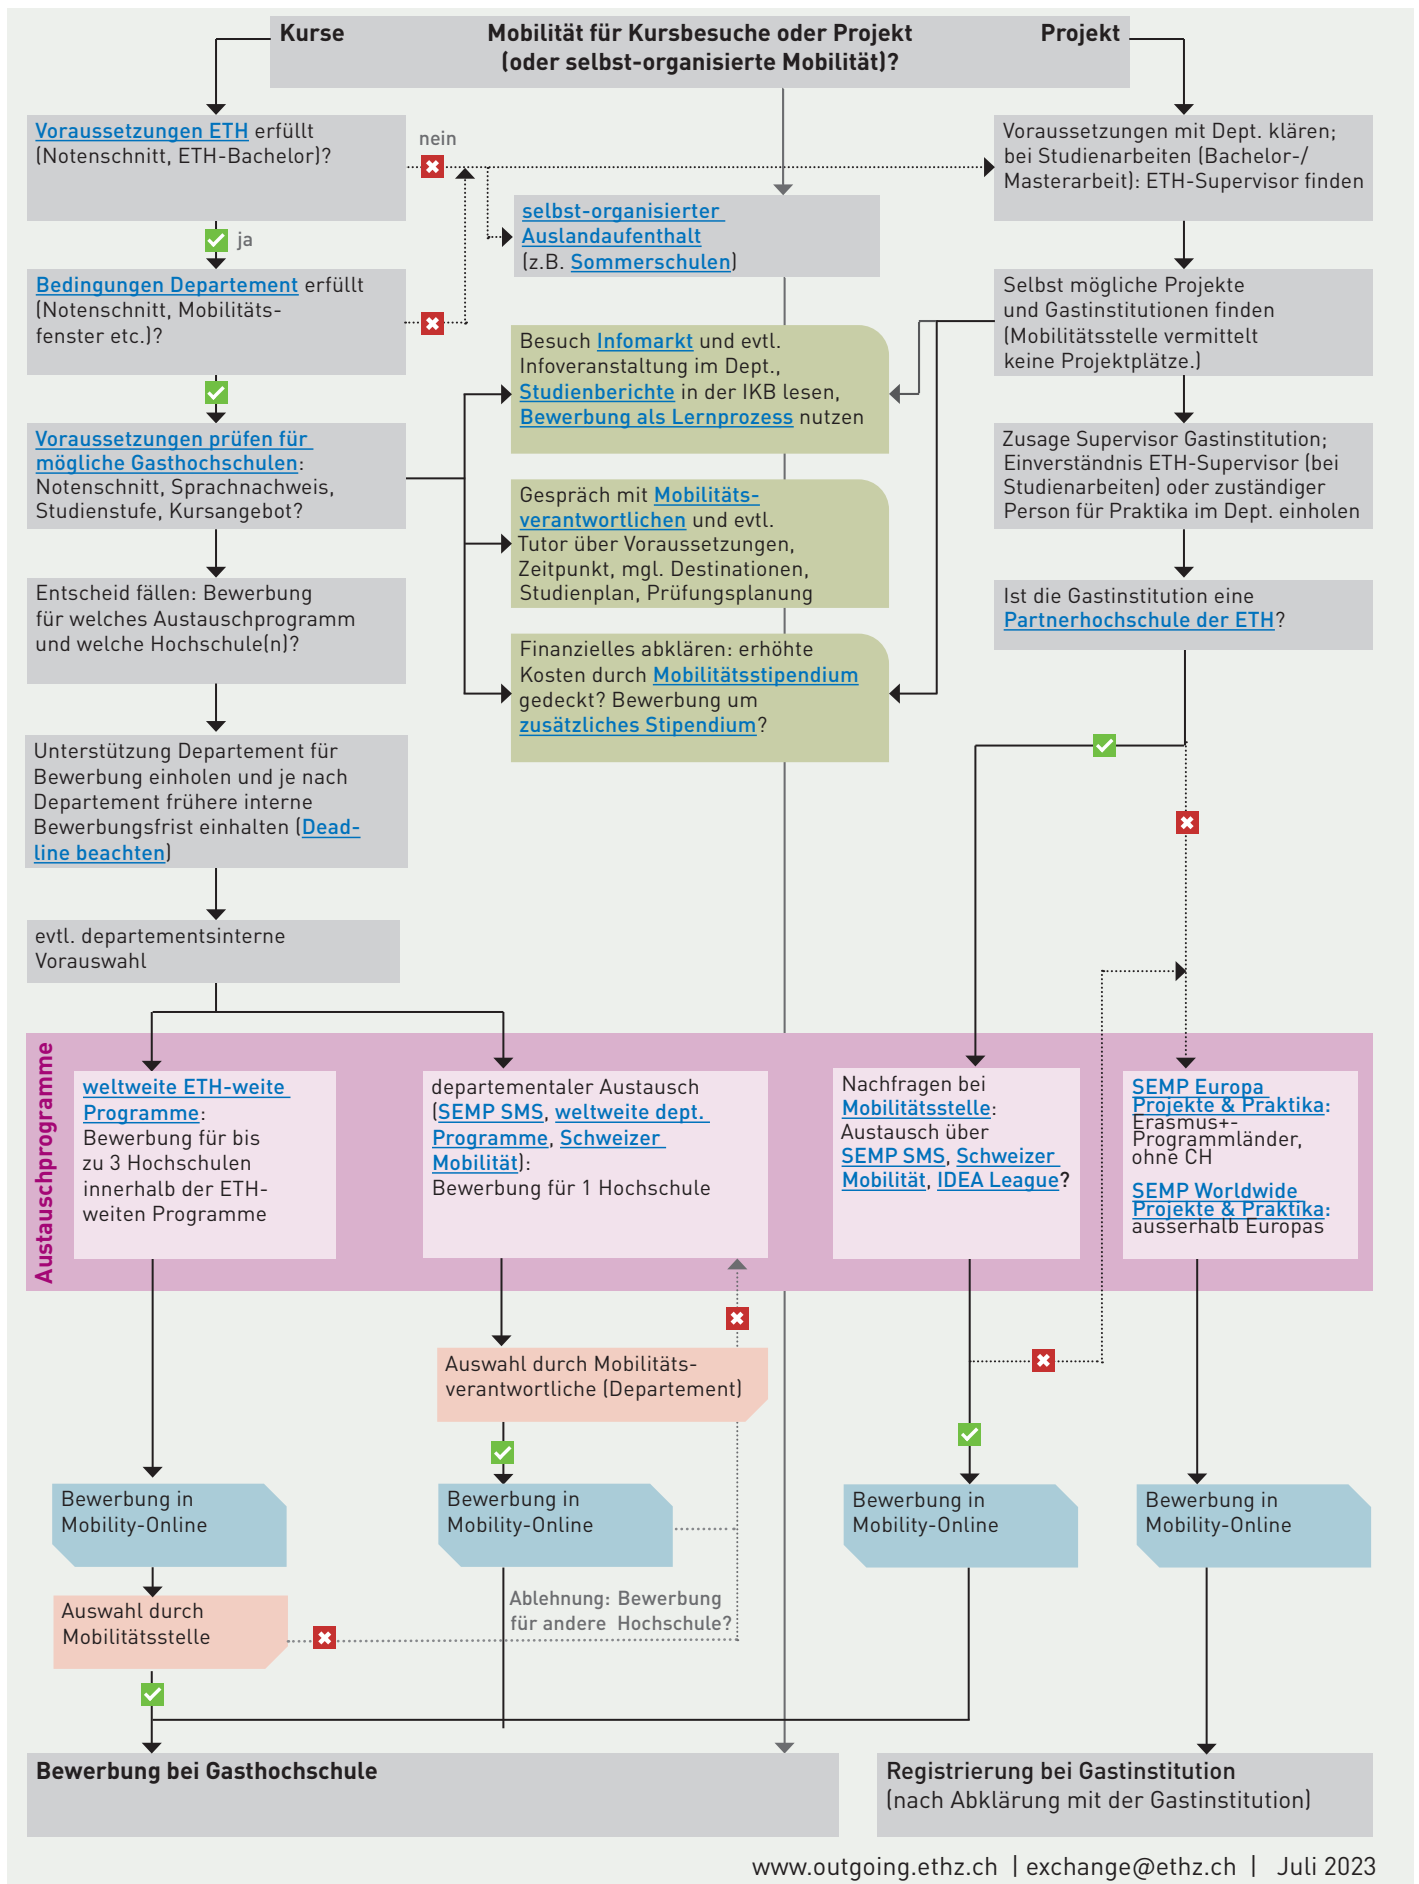 Kurse
Mobilität für Kursbesuche oder Projekt
(oder selbst-organisierte Mobilität)?
Projekt
Voraussetzungen ETH erfüllt
(Notenschnitt, ETH-Bachelor)?
nein
Voraussetzungen mit Dept. klären;
bei Studienarbeiten (Bachelor-/
Masterarbeit): ETH-Supervisor finden
selbst-organisierter
Auslandaufenthalt
(z.B. Sommerschulen)
ja
Bedingungen Departement erfüllt
(Notenschnitt, Mobilitäts-
fenster etc.)?
Selbst mögliche Projekte
und Gastinstitutionen finden
(Mobilitätsstelle vermittelt
keine Projektplätze.)
Besuch Infomarkt und evtl.
Infoveranstaltung im Dept.,
Studienberichte in der IKB lesen,
Bewerbung als Lernprozess nutzen
Voraussetzungen prüfen für
mögliche Gasthochschulen:
Notenschnitt, Sprachnachweis,
Studienstufe, Kursangebot?
Zusage Supervisor Gastinstitution;
Einverständnis ETH-Supervisor (bei
Studienarbeiten) oder zuständiger
Person für Praktika im Dept. einholen
Gespräch mit Mobilitäts-
verantwortlichen und evtl.
Tutor über Voraussetzungen,
Zeitpunkt, mgl. Destinationen,
Studienplan, Prüfungsplanung
Entscheid fällen: Bewerbung
für welches Austauschprogramm
und welche Hochschule(n)?
Ist die Gastinstitution eine
Partnerhochschule der ETH?
Finanzielles abklären: erhöhte
Kosten durch Mobilitätsstipendium
gedeckt? Bewerbung um
zusätzliches Stipendium?
Unterstützung Departement für
Bewerbung einholen und je nach
Departement frühere interne
Bewerbungsfrist einhalten (Dead-
line beachten)
evtl. departementsinterne
Vorauswahl
Austauschprogramme
weltweite ETH-weite
Programme:
Bewerbung für bis
zu 3 Hochschulen
innerhalb der ETH-
weiten Programme
departementaler Austausch
(SEMP SMS, weltweite dept.
Programme, Schweizer
Mobilität):
Bewerbung für 1 Hochschule
Nachfragen bei
Mobilitätsstelle:
Austausch über
SEMP SMS, Schweizer
Mobilität, IDEA League?
SEMP Europa
Projekte & Praktika:
Erasmus+-
Programmländer,
ohne CH
SEMP Worldwide
Projekte & Praktika:
ausserhalb Europas
Auswahl durch Mobilitäts-
verantwortliche (Departement)
Bewerbung in
Mobility-Online
Bewerbung in
Mobility-Online
Bewerbung in
Mobility-Online
Bewerbung in
Mobility-Online
Auswahl durch
Mobilitätsstelle
Ablehnung: Bewerbung
für andere Hochschule?
Bewerbung bei Gasthochschule
Registrierung bei Gastinstitution
(nach Abklärung mit der Gastinstitution)
www.outgoing.ethz.ch | exchange@ethz.ch | Juli 2023